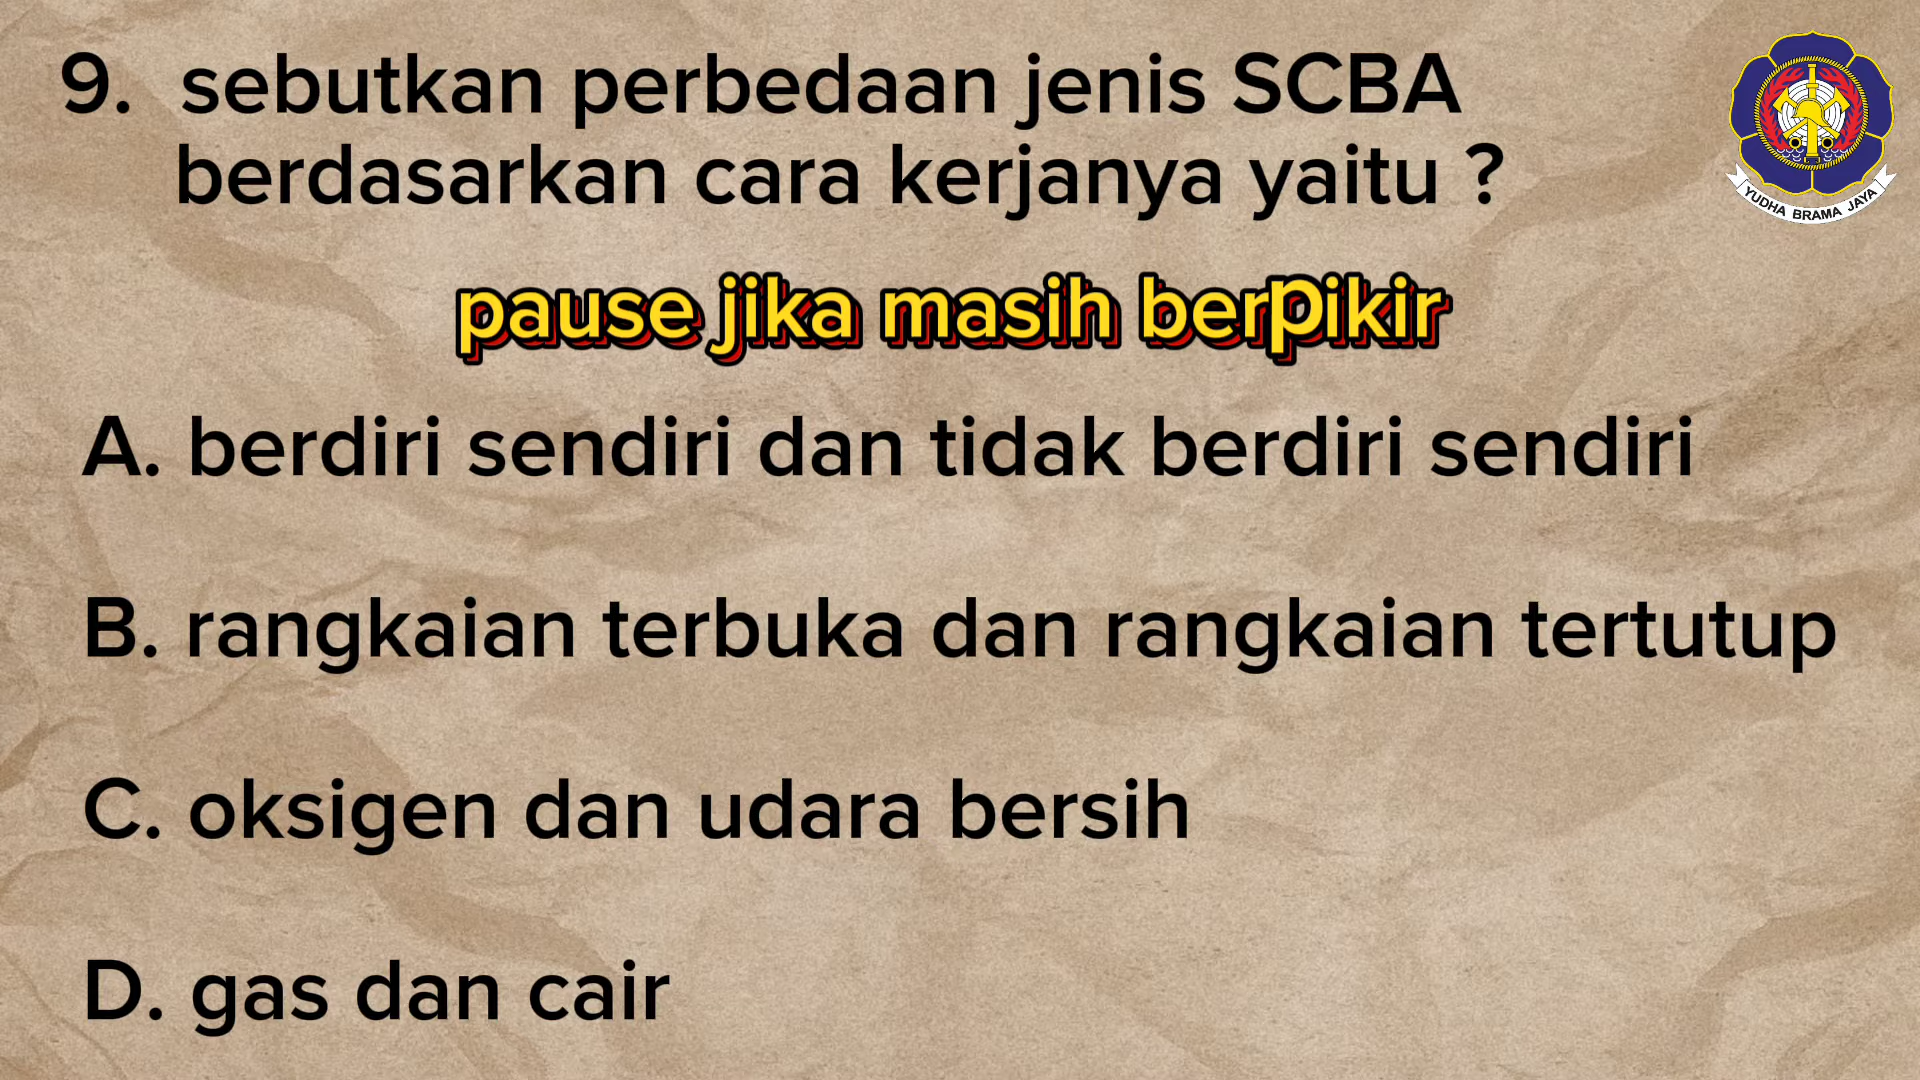 9. sebutkan perbedaan jenis SCBA
berdasarkan cara kerjanya yaitu ?
YUDHA BRAMA JAYA
pause jika masih berpikir
A. berdiri sendiri dan tidak berdiri sendiri
B. rangkaian terbuka dan rangkaian tertutup
C. oksigen dan udara bersih
D. gas dan cair